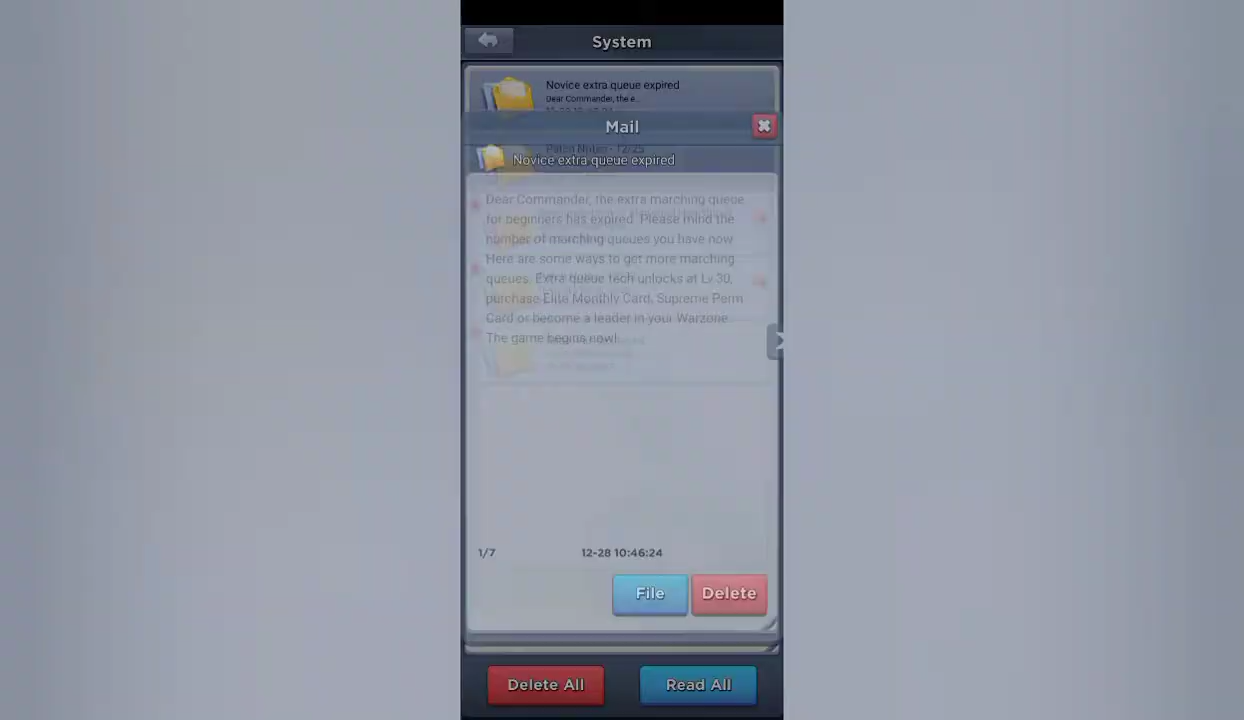 System
Novice extra queue expired
Dear Commander, the e...
Mail
Patch Notes - 12/25
Novice extra queue expired
Dear Commander, the extra marching queue
for beginners has expired. Please mind the
number of marching queues you have now.
Here are some ways to get more marching
queues. Extra queue tech unlocks at Lv 30,
purchase Elite Monthly Card, Supreme Perm
Card or become a leader in your Warzone.
The game begins now!
1/7
12-28 10:46:24
File
Delete
Delete All
Read All